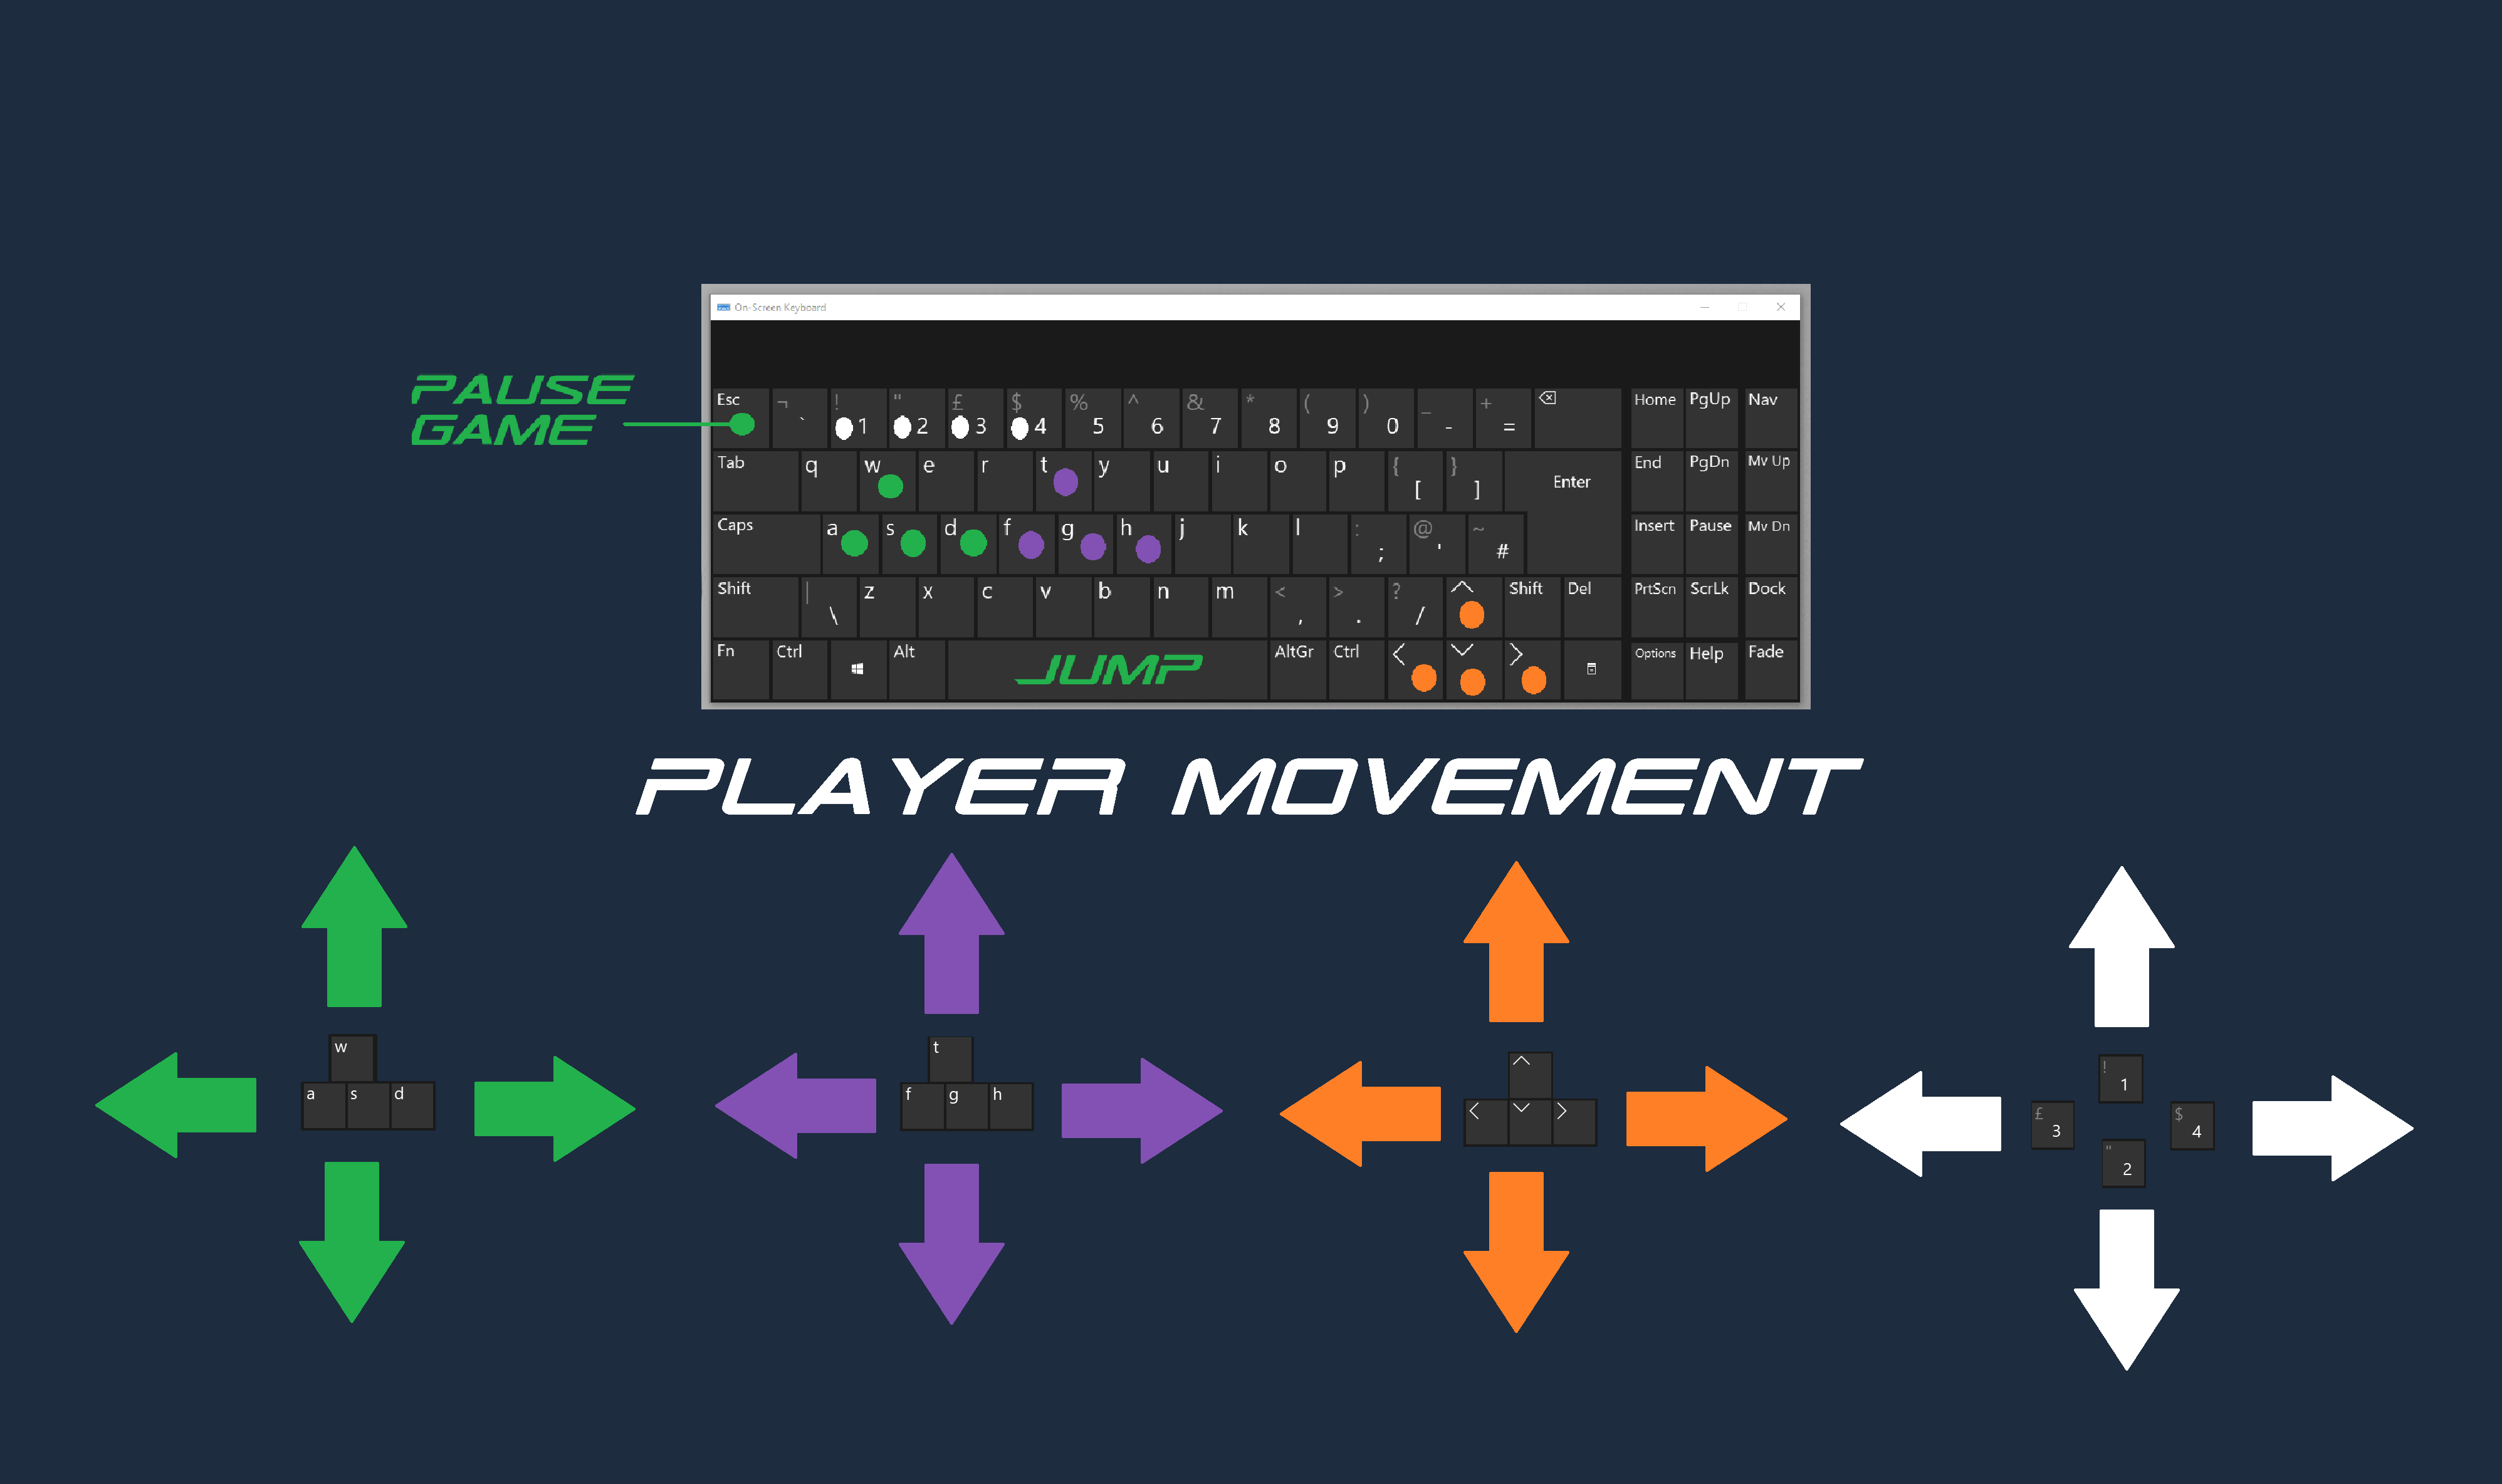 On-Screen Keyboard
PAUSE
GAME
Esc ¬ ` ! 1 " 2 £ 3 $ 4 % 5 ^ 6 & 7 * 8 ( 9 ) 0 _ - + = Home PgUp Nav
Tab q w e r t y u i o p { [ } ] Enter End PgDn Mv Up
Caps a s d f g h j k l : ; @ ' ~ # Insert Pause Mv Dn
Shift | \ z x c v b n m < , > . ? / Shift Del PrtScn ScrLk Dock
Fn Ctrl Alt JUMP AltGr Ctrl Options Help Fade
PLAYER MOVEMENT
w
a s d
t
f g h
! 1
£ 3 $ 4
" 2